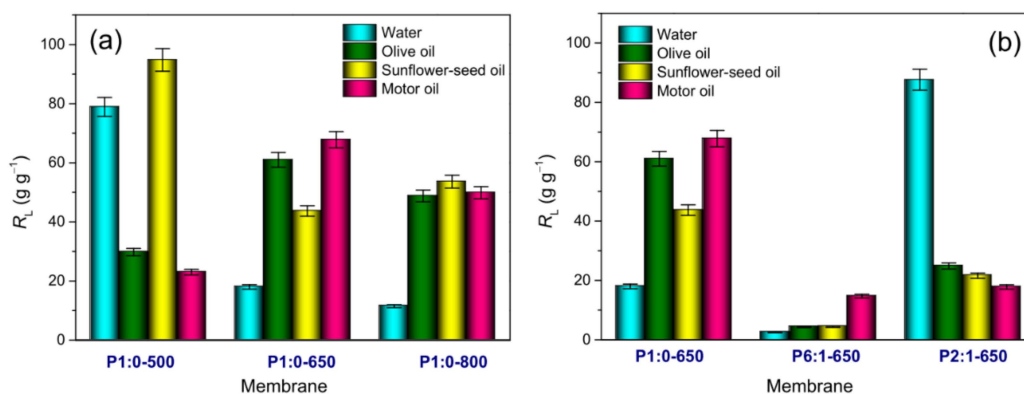 (a)
Water
Olive oil
Sunflower-seed oil
Motor oil
100
80
60
40
20
0
R_L (g g⁻¹)
P1:0-500 P1:0-650 P1:0-800
Membrane
(b)
Water
Olive oil
Sunflower-seed oil
Motor oil
100
80
60
40
20
0
R_L (g g⁻¹)
P1:0-650 P6:1-650 P2:1-650
Membrane